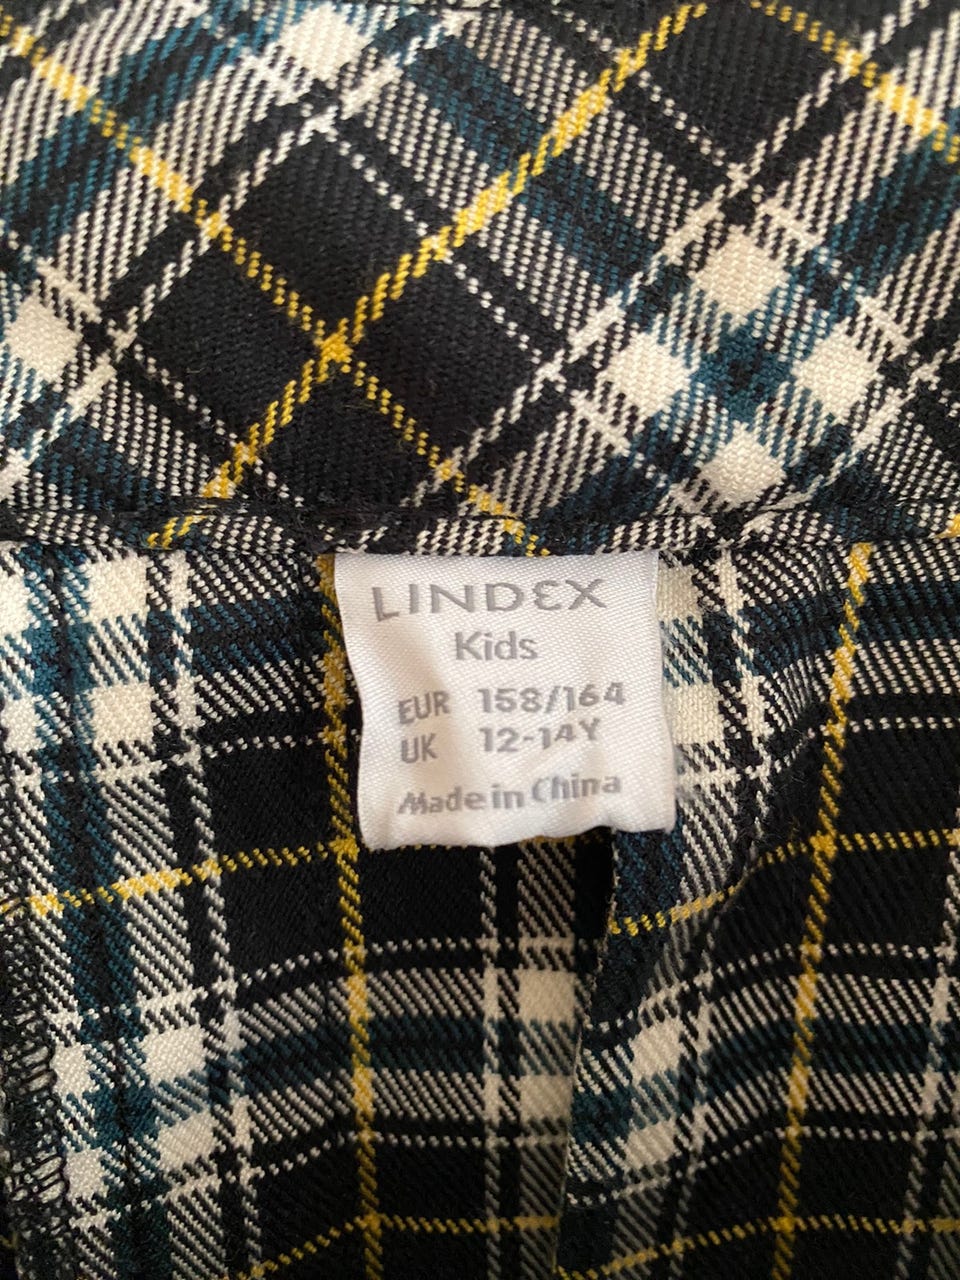 LINDEX
Kids
EUR 158/164
UK 12-14Y
Made in China